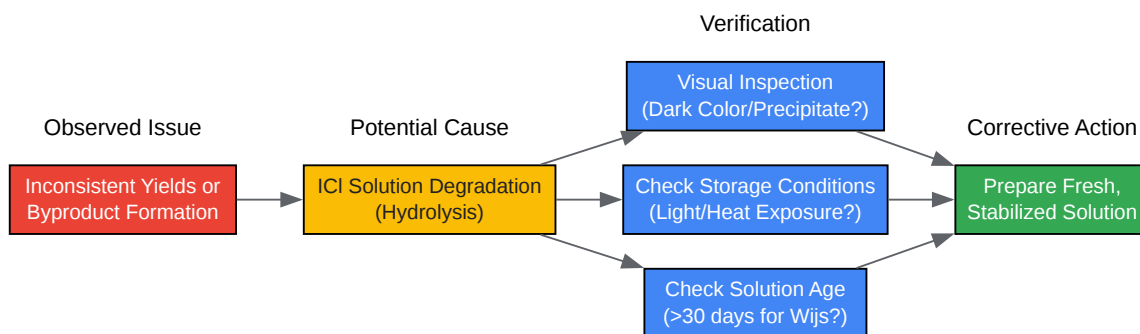 Observed Issue
Inconsistent Yields or
Byproduct Formation
Potential Cause
ICl Solution Degradation
(Hydrolysis)
Verification
Visual Inspection
(Dark Color/Precipitate?)
Check Storage Conditions
(Light/Heat Exposure?)
Check Solution Age
(>30 days for Wijs?)
Corrective Action
Prepare Fresh,
Stabilized Solution